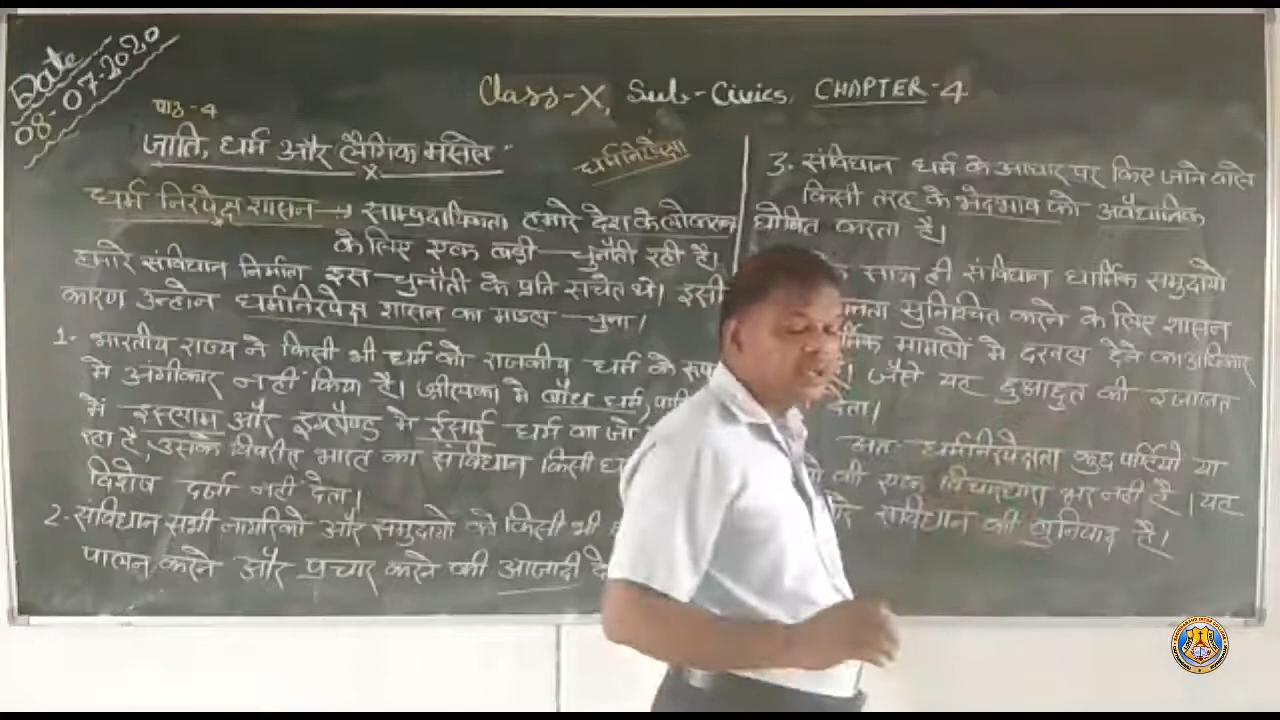 Date
08-07-2020
Class-X, Sub-Civics, CHAPTER-4
पाठ-4
जाति, धर्म और लैंगिक मसले
x
धर्मनिरपेक्ष शासन → साम्प्रदायिकता हमारे देश के लोकतन्त्र
के लिए एक बड़ी चुनौती रही है।
हमारे संविधान निर्माता इस चुनौती के प्रति सचेत थे। इसी
कारण उन्होंने धर्मनिरपेक्ष शासन का माडल चुना।
1. भारतीय राज्य ने किसी भी धर्म को राजकीय धर्म के रूप
में अंगीकार नहीं किया है। श्रीलंका में बौद्ध धर्म,
में इस्लाम और इंग्लैण्ड में ईसाई धर्म का जो
रहा है, उसके विपरीत भारत का संविधान किसी
विशेष दर्जा नहीं देता।
2. संविधान सभी नागरिकों और समुदायों को किसी भी
पालन करने और प्रचार करने की आजादी
धर्मनिरपेक्षता
3. संविधान धर्म के आधार पर किए जाने वाले
किसी तरह के भेदभाव को अवैधानिक
घोषित करता है।
साथ ही संविधान धार्मिक समुदायों
सुनिश्चित करने के लिए शासन
मामलों में दखल देने का अधिकार
जैसे यह छुआछूत की इजाजत
देता।
अतः धर्मनिरपेक्षता कुछ पार्टियों या
की एक विचारधारा भर नहीं है। यह
संविधान की बुनियाद है।